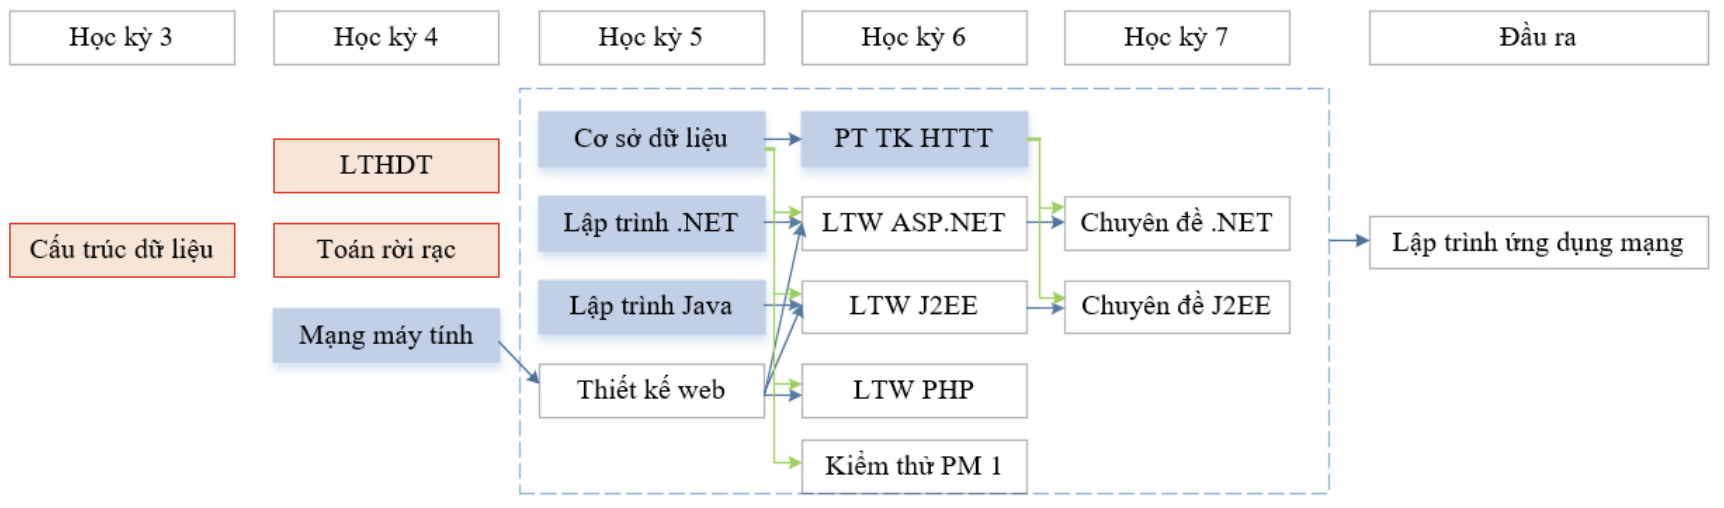 Học kỳ 3
Học kỳ 4
Học kỳ 5
Học kỳ 6
Học kỳ 7
Đầu ra
Cơ sở dữ liệu
PT TK HTTT
LTHDT
Lập trình .NET
LTW ASP.NET
Chuyên đề .NET
Cấu trúc dữ liệu
Toán rời rạc
Lập trình ứng dụng mạng
Lập trình Java
LTW J2EE
Chuyên đề J2EE
Mạng máy tính
Thiết kế web
LTW PHP
Kiểm thử PM 1